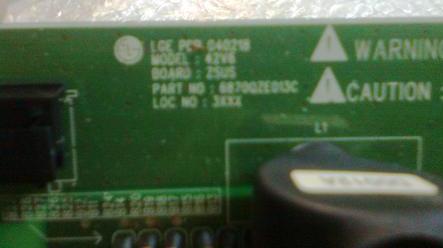 LGE PDP 040218
MODEL : 42V6
BOARD : ZSUS
PART NO : 6870QZE013C
LOC NO : 3XXX
WARNING
CAUTION :
L1